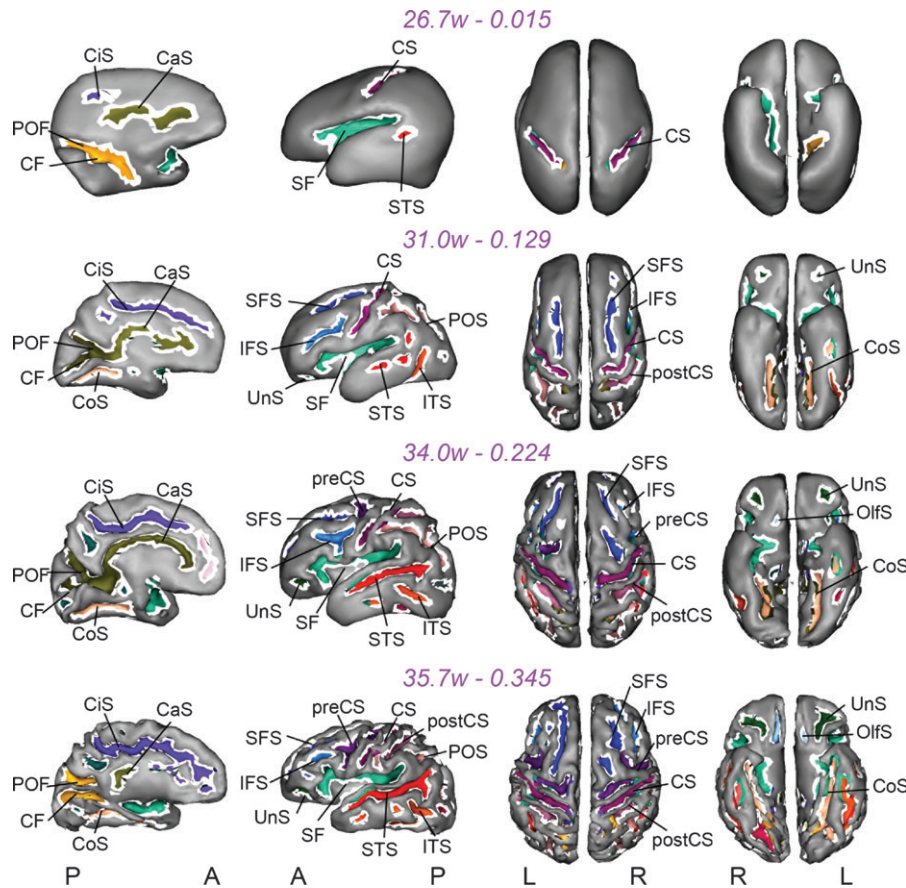 26.7w - 0.015
CiS
CaS
POF
CF
CS
SF
STS
CS
31.0w - 0.129
CiS
CaS
POF
CF
CoS
CS
SFS
IFS
UnS
SF
STS
ITS
POS
SFS
IFS
CS
postCS
UnS
CoS
34.0w - 0.224
CiS
CaS
POF
CF
CoS
preCS
CS
SFS
IFS
UnS
SF
STS
ITS
POS
SFS
IFS
preCS
CS
postCS
UnS
OlfS
CoS
35.7w - 0.345
CiS
CaS
POF
CF
CoS
preCS
CS
postCS
SFS
IFS
UnS
SF
STS
ITS
POS
SFS
IFS
preCS
CS
postCS
UnS
OlfS
CoS
P A A P L R R L